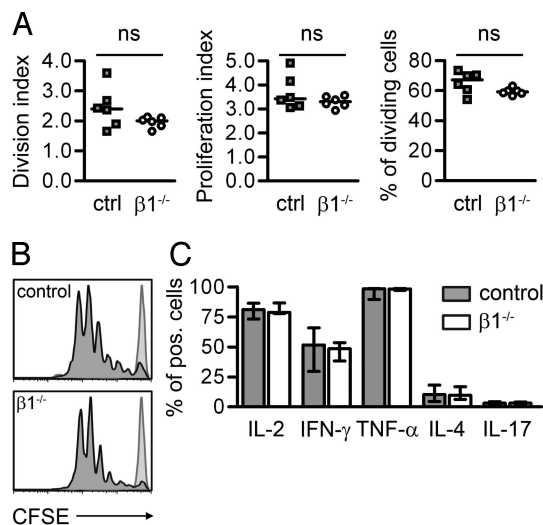 A
ns
ns
ns
Division index
4.0
3.0
2.0
1.0
0.0
ctrl β1-/-
Proliferation index
5.0
4.0
3.0
2.0
1.0
0.0
ctrl β1-/-
% of dividing cells
80
60
40
20
0
ctrl β1-/-
B
control
β1-/-
CFSE
C
% of pos. cells
100
75
50
25
0
control
β1-/-
IL-2 IFN-γ TNF-α IL-4 IL-17